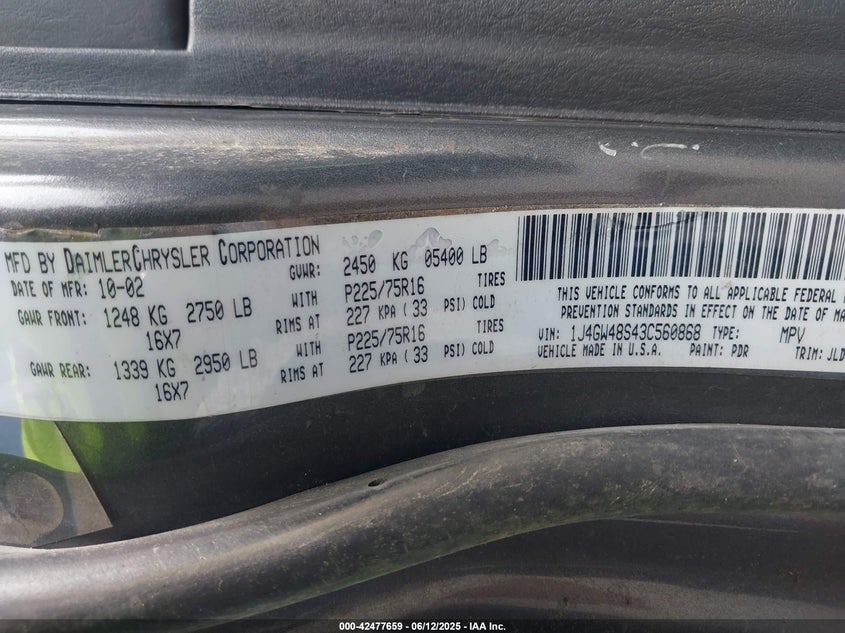 MFD BY DAIMLERCHRYSLER CORPORATION
DATE OF MFR: 10-02 GVWR: 2450 KG 05400 LB
GAWR FRONT: 1248 KG 2750 LB WITH P225/75R16 TIRES
16X7 RIMS AT 227 KPA ( 33 PSI) COLD
GAWR REAR: 1339 KG 2950 LB WITH P225/75R16 TIRES
16X7 RIMS AT 227 KPA ( 33 PSI) COLD
THIS VEHICLE CONFORMS TO ALL APPLICABLE FEDERAL
PREVENTION STANDARDS IN EFFECT ON THE DATE OF
VIN: 1J4GW48S43C560868 TYPE: MPV
VEHICLE MADE IN U.S.A. PAINT: PDR TRIM: JLD
000-42477659 - 06/12/2025 - IAA Inc.